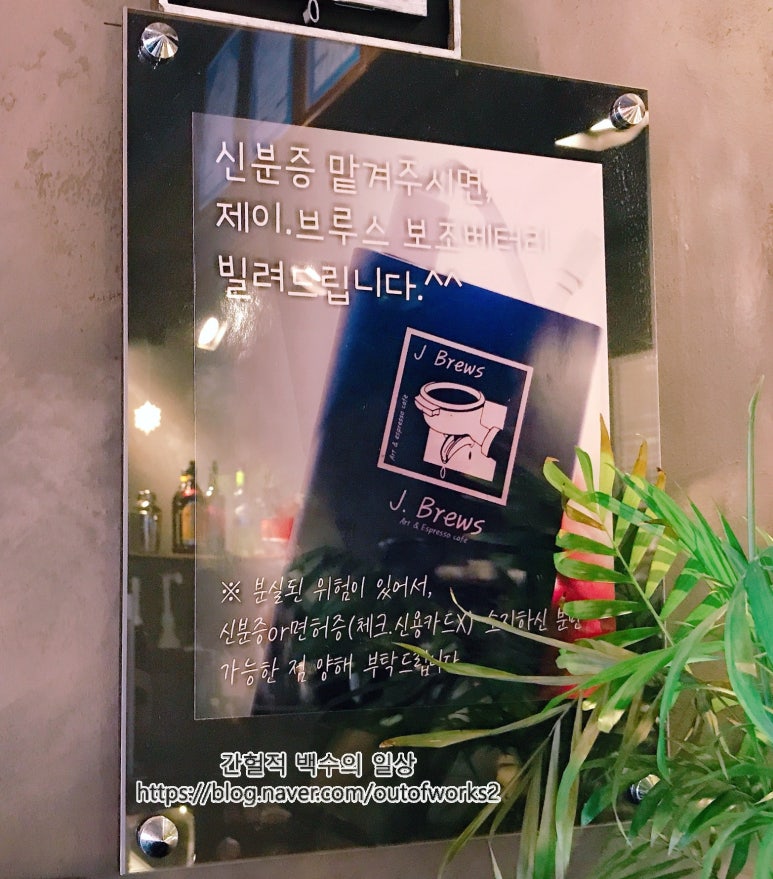 신분증 맡겨주시면,
제이.브루스 보조베터리
빌려드립니다.^^
J Brews
Art & espresso cafe
J. Brews
Art & Espresso cafe
※ 분실된 위험이 있어서,
신분증or면허증(체크.신용카드X) 소지하신 분만
가능한 점 양해 부탁드립니다
간헐적 백수의 일상
https://blog.naver.com/outofworks2